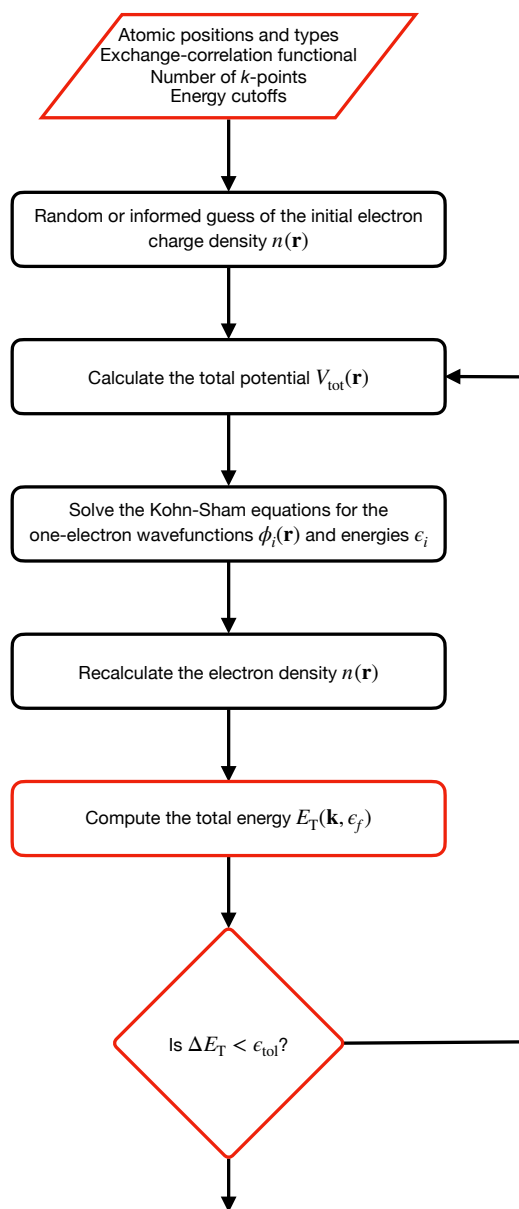 Atomic positions and types
Exchange-correlation functional
Number of k-points
Energy cutoffs
Random or informed guess of the initial electron
charge density n(r)
Calculate the total potential V_tot(r)
Solve the Kohn-Sham equations for the
one-electron wavefunctions ϕ_i(r) and energies ϵ_i
Recalculate the electron density n(r)
Compute the total energy E_T(k, ϵ_f)
Is ΔE_T < ϵ_tol?